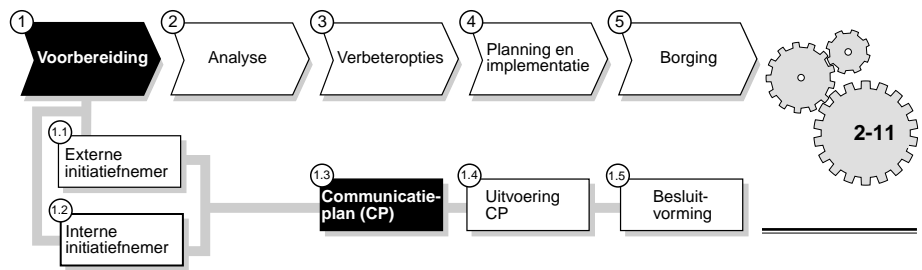 1
Voorbereiding
2
Analyse
3
Verbeteropties
4
Planning en
implementatie
5
Borging
2-11
1.1
Externe
initiatiefnemer
1.2
Interne
initiatiefnemer
1.3
Communicatie-
plan (CP)
1.4
Uitvoering
CP
1.5
Besluit-
vorming